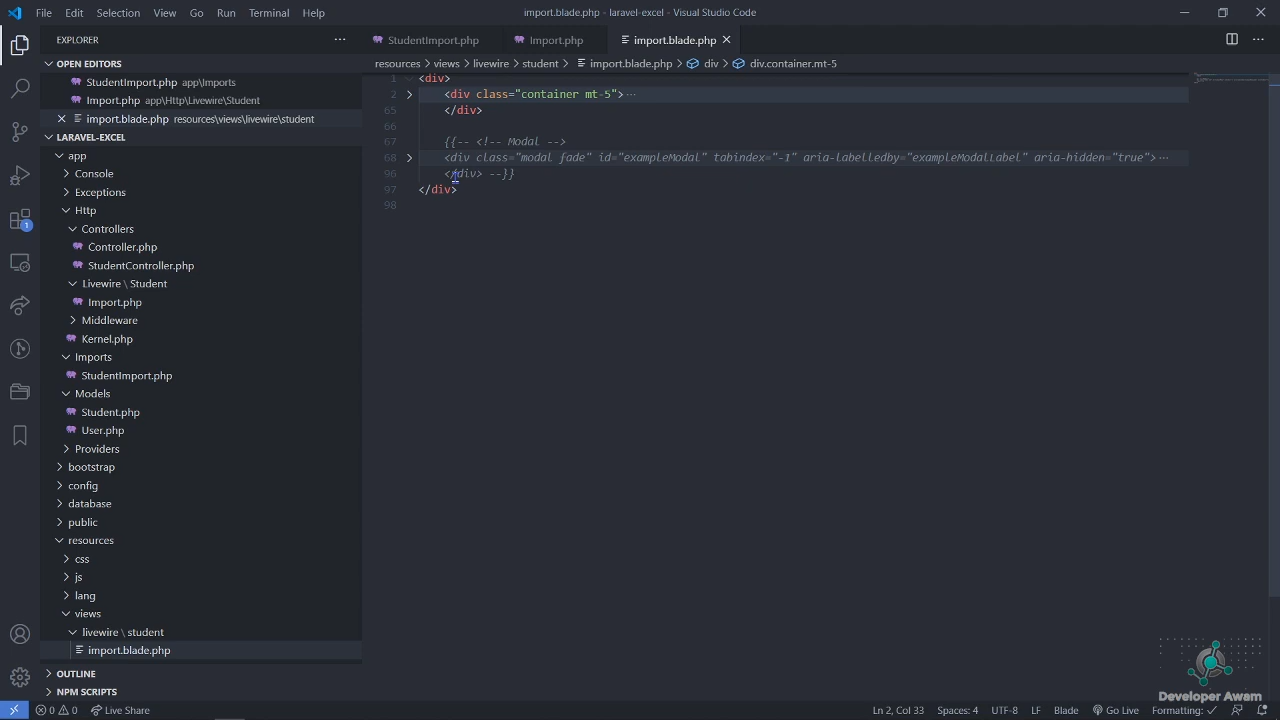 File Edit Selection View Go Run Terminal Help
import.blade.php - laravel-excel - Visual Studio Code
EXPLORER
StudentImport.php
Import.php
import.blade.php
OPEN EDITORS
StudentImport.php app\Imports
Import.php app\Http\Livewire\Student
import.blade.php resources\views\livewire\student
LARAVEL-EXCEL
app
Console
Exceptions
Http
Controllers
Controller.php
StudentController.php
Livewire \ Student
Import.php
Middleware
Kernel.php
Imports
StudentImport.php
Models
Student.php
User.php
Providers
bootstrap
config
database
public
resources
css
js
lang
views
livewire \ student
import.blade.php
OUTLINE
NPM SCRIPTS
resources > views > livewire > student > import.blade.php > div > div.container.mt-5
1 <div>
2 <div class="container mt-5">
65 </div>
66
67 {{-- <!-- Modal -->
68 <div class="modal fade" id="exampleModal" tabindex="-1" aria-labelledby="exampleModalLabel" aria-hidden="true">
96 </div> --}}
97 </div>
98
1
Developer Awam
0 0 Live Share
Ln 2, Col 33 Spaces: 4 UTF-8 LF Blade Go Live Formatting: ✓